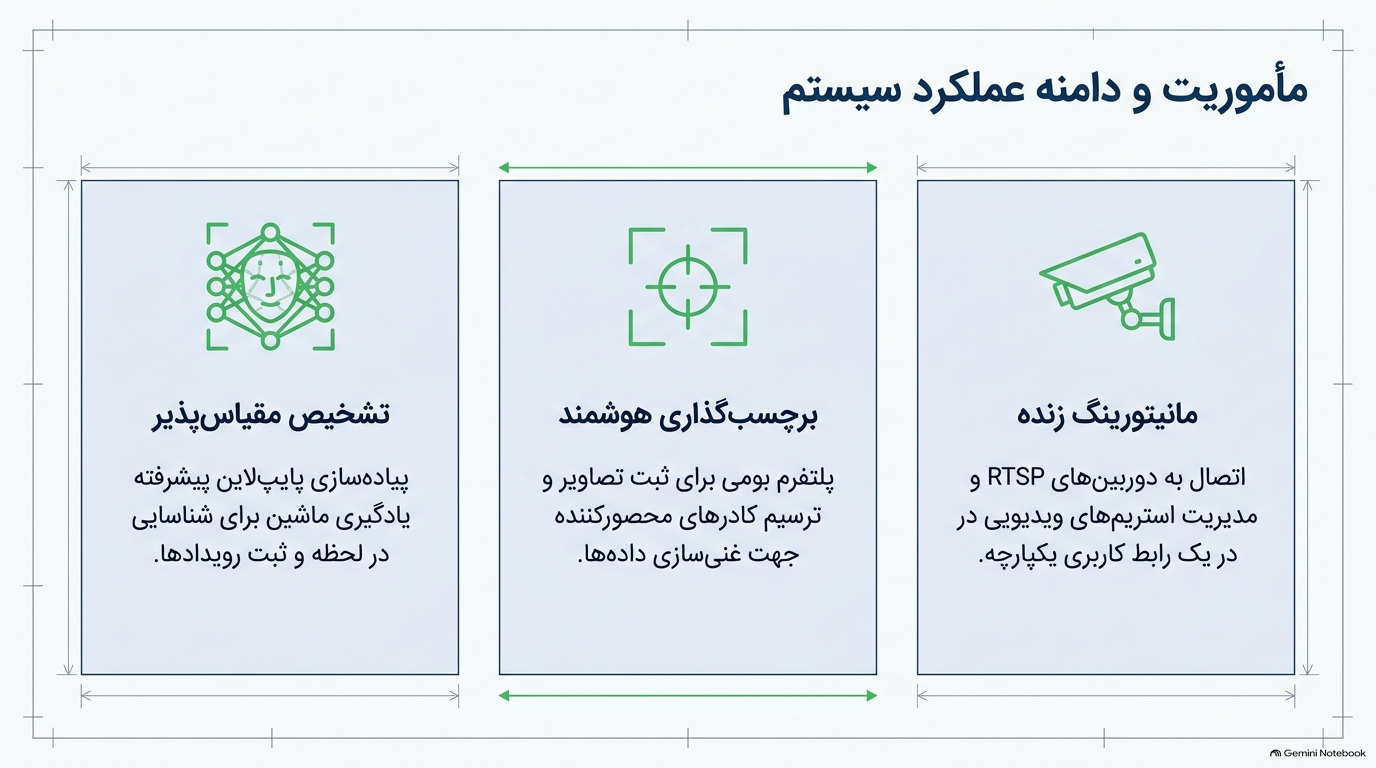 مأموریت و دامنه عملکرد سیستم
مانیتورینگ زنده
اتصال به دوربین‌های RTSP و
مدیریت استریم‌های ویدیویی در
در یک رابط کاربری یکپارچه.
برچسب‌گذاری هوشمند
پلتفرم بومی برای ثبت تصاویر و
ترسیم کادرهای محصورکننده
جهت غنی‌سازی داده‌ها.
تشخیص مقیاس‌پذیر
پیاده‌سازی پایپ‌لاین پیشرفته
یادگیری ماشین برای شناسایی
در لحظه و ثبت رویدادها.
Gemini Notebook